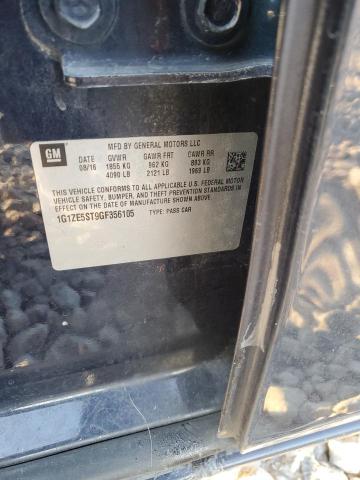 GM
MFD BY GENERAL MOTORS LLC
DATE GVWR GAWR FRT GAWR RR
08/16 1855 KG 962 KG 893 KG
4090 LB 2121 LB 1969 LB
THIS VEHICLE CONFORMS TO ALL APPLICABLE U.S. FEDERAL MOTOR
VEHICLE SAFETY, BUMPER, AND THEFT PREVENTION STANDARDS IN
EFFECT ON THE DATE OF MANUFACTURE SHOWN ABOVE.
1G1ZE5ST9GF356105 TYPE: PASS CAR